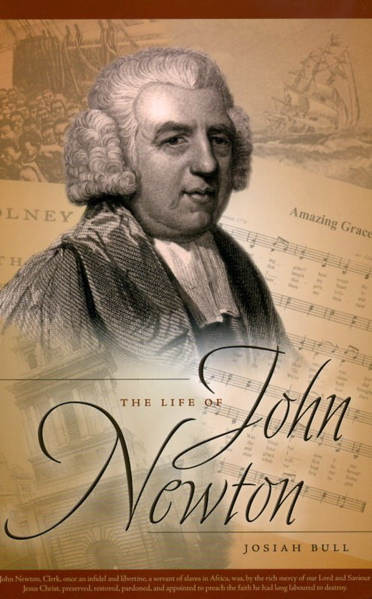 OLNEY
Amazing Grace
THE LIFE OF
John
Newton
JOSIAH BULL
John Newton, Clerk, once an infidel and libertine, a servant of slaves in Africa, was, by the rich mercy of our Lord and Saviour
Jesus Christ, preserved, restored, pardoned, and appointed to preach the faith he had long laboured to destroy.